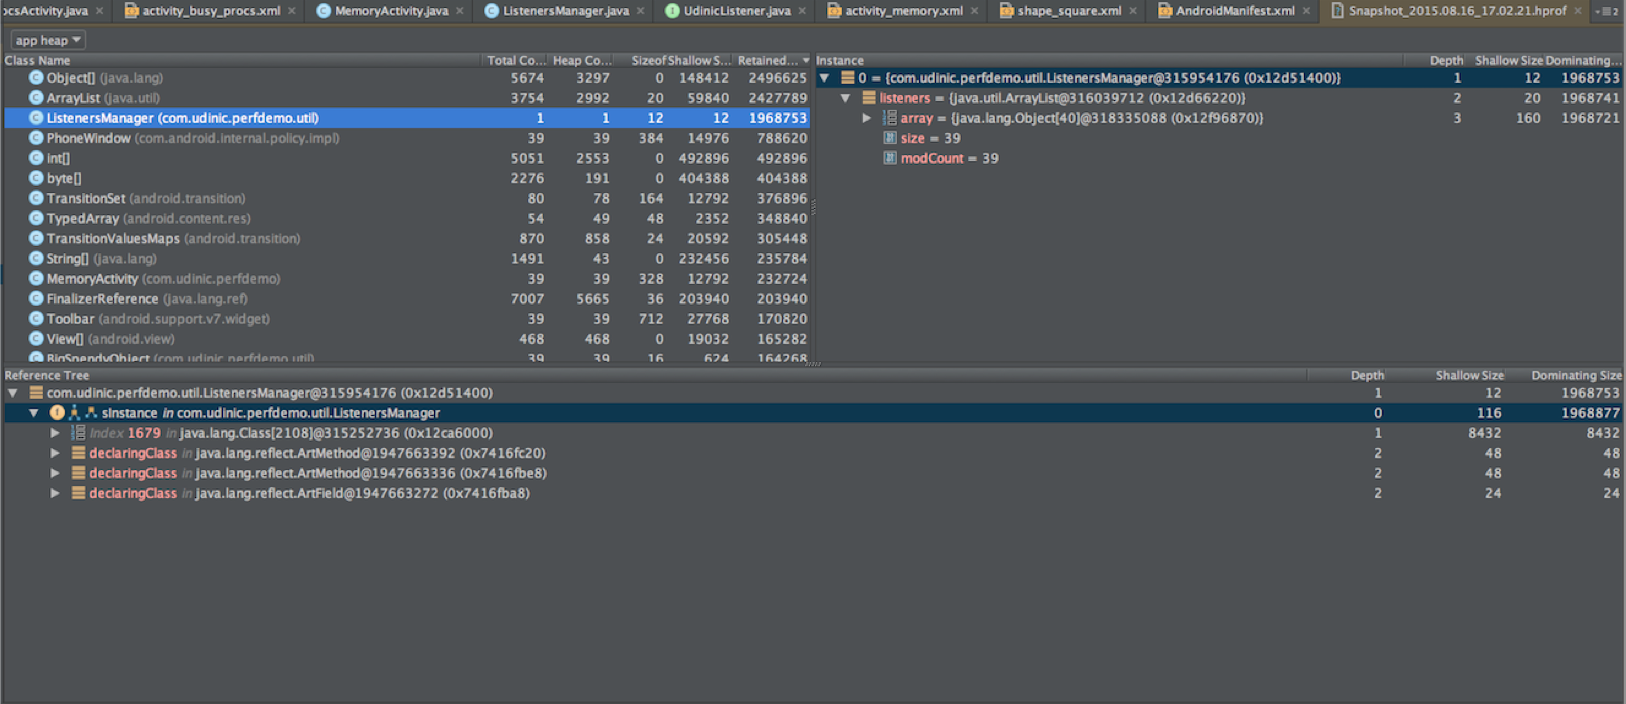 ocsActivity.java × activity_busy_procs.xml × MemoryActivity.java × ListenersManager.java × UdinicListener.java × activity_memory.xml × shape_square.xml × AndroidManifest.xml × Snapshot_2015.08.16_17.02.21.hprof × 2
app heap
Class Name Total Co... Heap Co... Sizeof Shallow S... Retained...
Object[] (java.lang) 5674 3297 0 148412 2496625
ArrayList (java.util) 3754 2992 20 59840 2427789
ListenersManager (com.udinic.perfdemo.util) 1 1 12 12 1968753
PhoneWindow (com.android.internal.policy.impl) 39 39 384 14976 788620
int[] 5051 2553 0 492896 492896
byte[] 2276 191 0 404388 404388
TransitionSet (android.transition) 80 78 164 12792 376896
TypedArray (android.content.res) 54 49 48 2352 348840
TransitionValuesMaps (android.transition) 870 858 24 20592 305448
String[] (java.lang) 1491 43 0 232456 235784
MemoryActivity (com.udinic.perfdemo) 39 39 328 12792 232724
FinalizerReference (java.lang.ref) 7007 5665 36 203940 203940
Toolbar (android.support.v7.widget) 39 39 712 27768 170820
View[] (android.view) 468 468 0 19032 165282
BigSpendyObject (com.udinic.perfdemo.util) 39 39 16 624 164268
Instance Depth Shallow Size Dominating...
0 = {com.udinic.perfdemo.util.ListenersManager@315954176 (0x12d51400)} 1 12 1968753
listeners = {java.util.ArrayList@316039712 (0x12d66220)} 2 20 1968741
array = {java.lang.Object[40]@318335088 (0x12f96870)} 3 160 1968721
size = 39
modCount = 39
Reference Tree Depth Shallow Size Dominating Size
com.udinic.perfdemo.util.ListenersManager@315954176 (0x12d51400) 1 12 1968753
sInstance in com.udinic.perfdemo.util.ListenersManager 0 116 1968877
Index 1679 in java.lang.Class[2108]@315252736 (0x12ca6000) 1 8432 8432
declaringClass in java.lang.reflect.ArtMethod@1947663392 (0x7416fc20) 2 48 48
declaringClass in java.lang.reflect.ArtMethod@1947663336 (0x7416fbe8) 2 48 48
declaringClass in java.lang.reflect.ArtField@1947663272 (0x7416fba8) 2 24 24